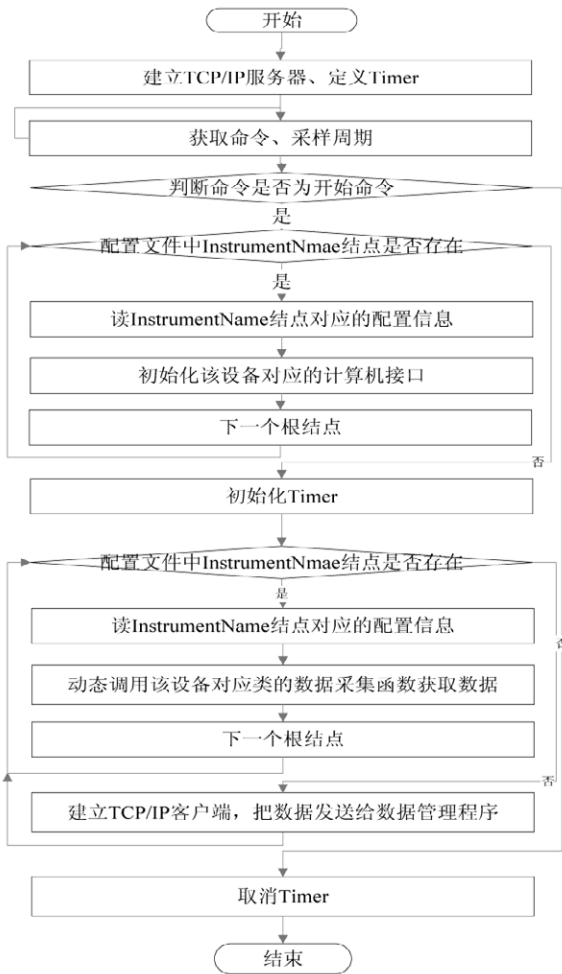 开始
建立TCP/IP服务器、定义Timer
获取命令、采样周期
判断命令是否为开始命令
是
配置文件中InstrumentNmae结点是否存在
是
读InstrumentName结点对应的配置信息
初始化该设备对应的计算机接口
下一个根结点
否
初始化Timer
配置文件中InstrumentNmae结点是否存在
是
读InstrumentName结点对应的配置信息
否
动态调用该设备对应类的数据采集函数获取数据
下一个根结点
否
建立TCP/IP客户端，把数据发送给数据管理程序
取消Timer
结束